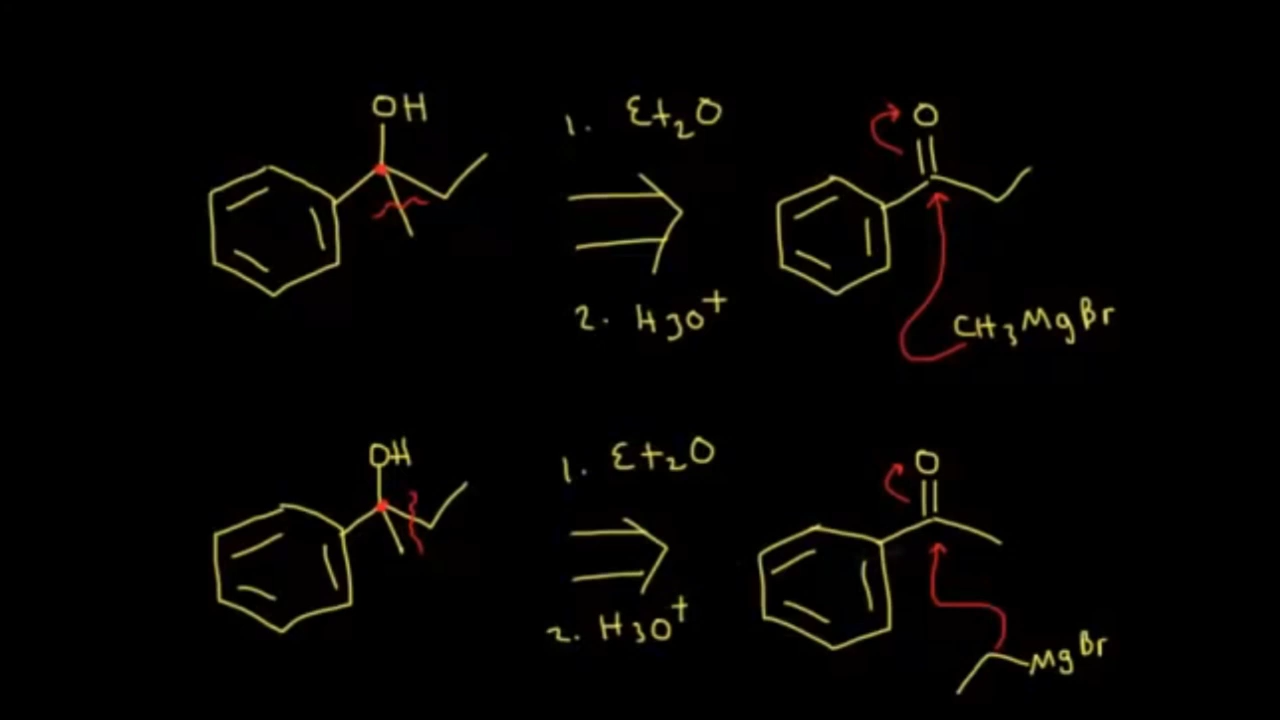 OH
1. Et₂O
O
2. H₃O⁺
CH₃MgBr
OH
1. Et₂O
O
2. H₃O⁺
MgBr